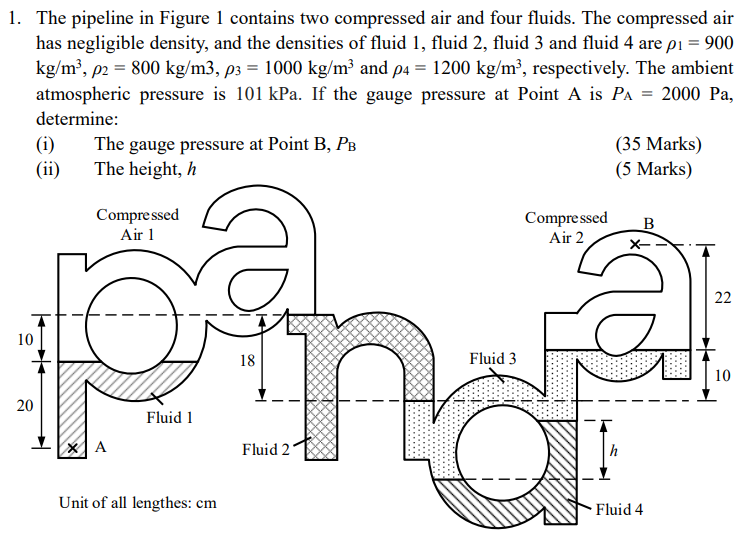 1. The pipeline in Figure 1 contains two compressed air and four fluids. The compressed air
has negligible density, and the densities of fluid 1, fluid 2, fluid 3 and fluid 4 are ρ1 = 900
kg/m³, ρ2 = 800 kg/m3, ρ3 = 1000 kg/m³ and ρ4 = 1200 kg/m³, respectively. The ambient
atmospheric pressure is 101 kPa. If the gauge pressure at Point A is PA = 2000 Pa,
determine:
(i) The gauge pressure at Point B, PB (35 Marks)
(ii) The height, h (5 Marks)
Compressed
Air 1
Compressed
Air 2
B
22
10
18
Fluid 3
10
20
Fluid 1
A
Fluid 2
h
Unit of all lengthes: cm
Fluid 4